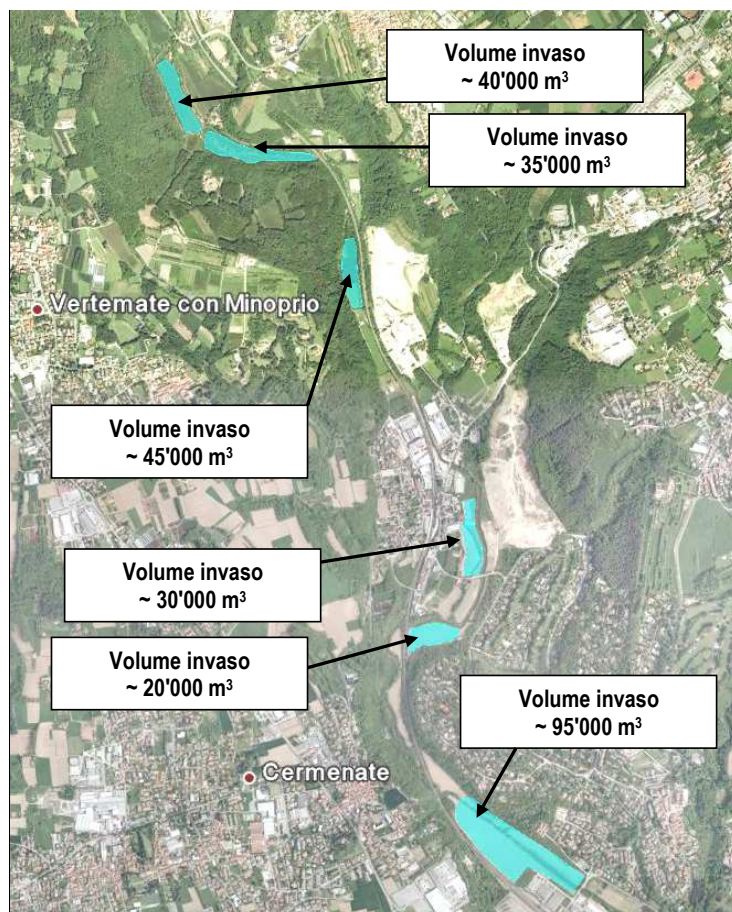 Volume invaso
~ 40'000 m³
Volume invaso
~ 35'000 m³
Vertemate con Minoprio
Volume invaso
~ 45'000 m³
Volume invaso
~ 30'000 m³
Volume invaso
~ 20'000 m³
Volume invaso
~ 95'000 m³
Cermenate